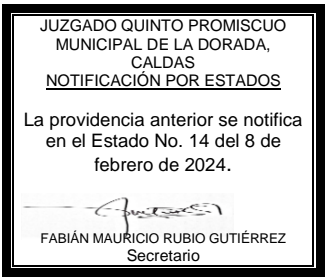 JUZGADO QUINTO PROMISCUO
MUNICIPAL DE LA DORADA,
CALDAS
NOTIFICACIÓN POR ESTADOS
La providencia anterior se notifica
en el Estado No. 14 del 8 de
febrero de 2024.
FABIÁN MAURICIO RUBIO GUTIÉRREZ
Secretario